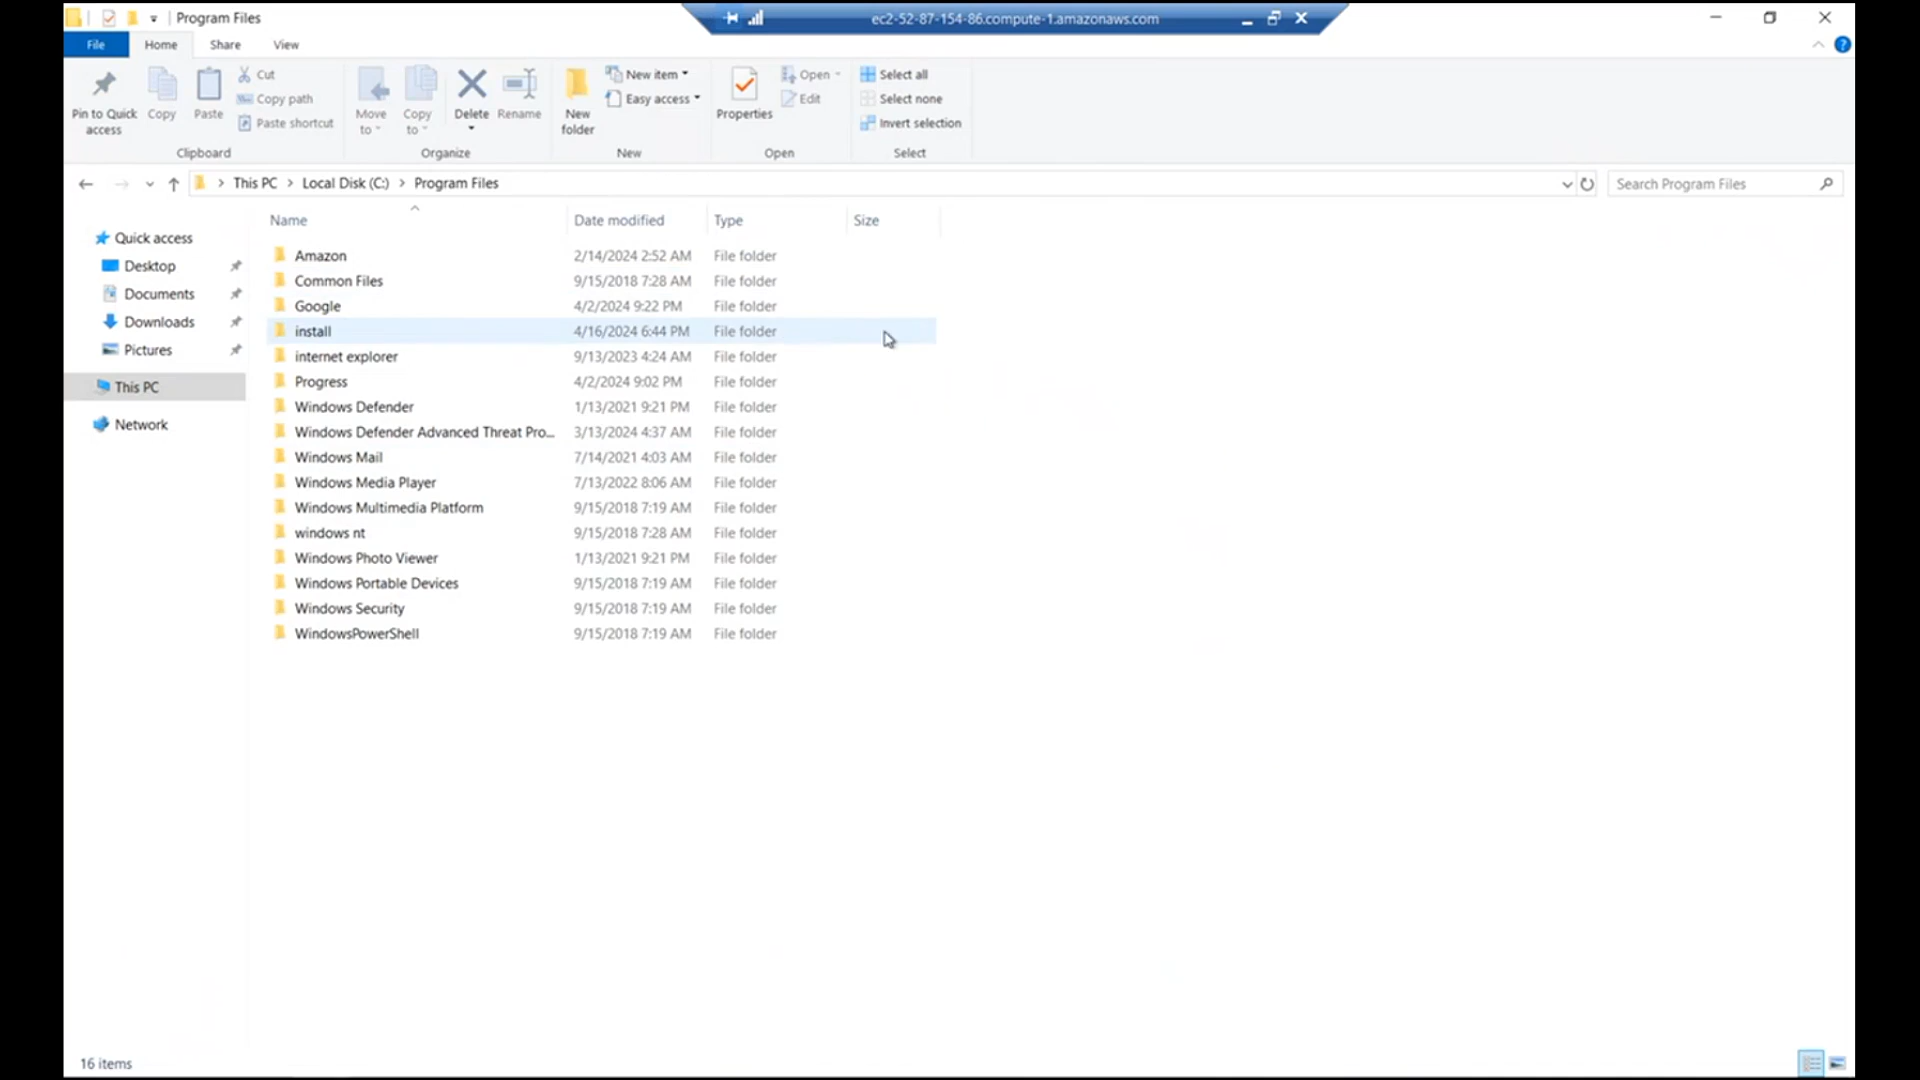 Program Files
ec2-52-87-154-86.compute-1.amazonaws.com
File Home Share View
Pin to Quick access
Copy
Paste
Cut
Copy path
Paste shortcut
Clipboard
Move to
Copy to
Delete
Rename
Organize
New folder
New item
Easy access
New
Properties
Open
Edit
Open
Select all
Select none
Invert selection
Select
This PC > Local Disk (C:) > Program Files
Search Program Files
Quick access
Desktop
Documents
Downloads
Pictures
This PC
Network
Name Date modified Type Size
Amazon 2/14/2024 2:52 AM File folder
Common Files 9/15/2018 7:28 AM File folder
Google 4/2/2024 9:22 PM File folder
install 4/16/2024 6:44 PM File folder
internet explorer 9/13/2023 4:24 AM File folder
Progress 4/2/2024 9:02 PM File folder
Windows Defender 1/13/2021 9:21 PM File folder
Windows Defender Advanced Threat Pro... 3/13/2024 4:37 AM File folder
Windows Mail 7/14/2021 4:03 AM File folder
Windows Media Player 7/13/2022 8:06 AM File folder
Windows Multimedia Platform 9/15/2018 7:19 AM File folder
windows nt 9/15/2018 7:28 AM File folder
Windows Photo Viewer 1/13/2021 9:21 PM File folder
Windows Portable Devices 9/15/2018 7:19 AM File folder
Windows Security 9/15/2018 7:19 AM File folder
WindowsPowerShell 9/15/2018 7:19 AM File folder
16 items